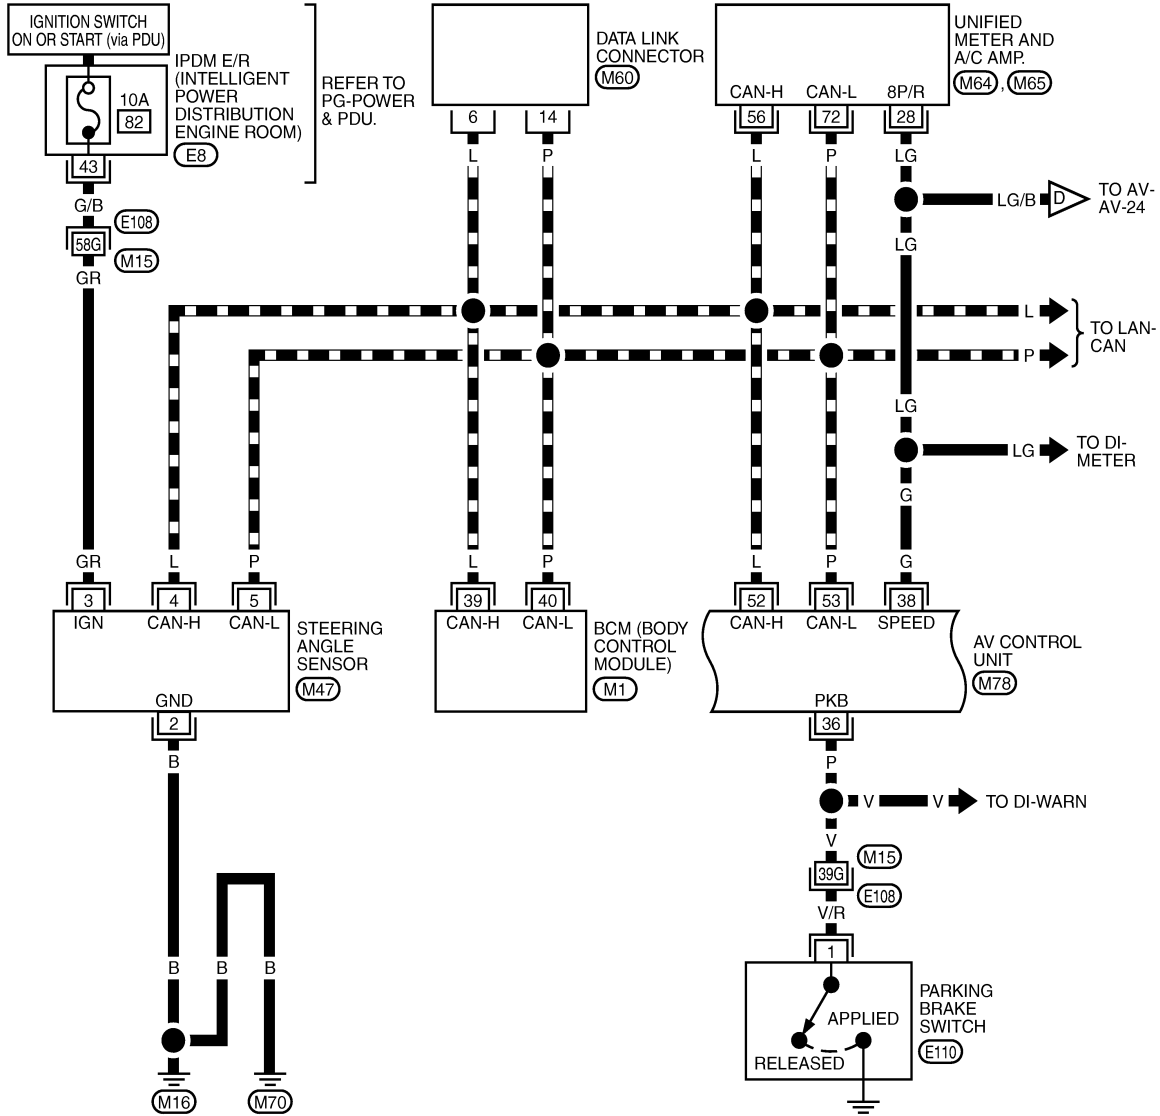 IGNITION SWITCH
ON OR START (via PDU)
IPDM E/R
(INTELLIGENT
POWER
DISTRIBUTION
ENGINE ROOM)
E8
10A
82
43
REFER TO
PG-POWER
& PDU.
G/B
E108
58G
M15
GR
DATA LINK
CONNECTOR
M60
6
14
L
P
UNIFIED
METER AND
A/C AMP.
M64 , M65
CAN-H
CAN-L
8P/R
56
72
28
L
P
LG
LG/B
D
TO AV-
AV-24
LG
L
P
TO LAN-
CAN
LG
LG
TO DI-
METER
G
GR
L
P
L
P
L
P
G
3
4
5
IGN
CAN-H
CAN-L
STEERING
ANGLE
SENSOR
M47
GND
2
39
40
CAN-H
CAN-L
BCM (BODY
CONTROL
MODULE)
M1
52
53
38
CAN-H
CAN-L
SPEED
AV CONTROL
UNIT
M78
PKB
36
B
P
V
V
TO DI-WARN
V
M15
39G
E108
V/R
1
B
B
B
M16
M70
APPLIED
RELEASED
PARKING
BRAKE
SWITCH
E110